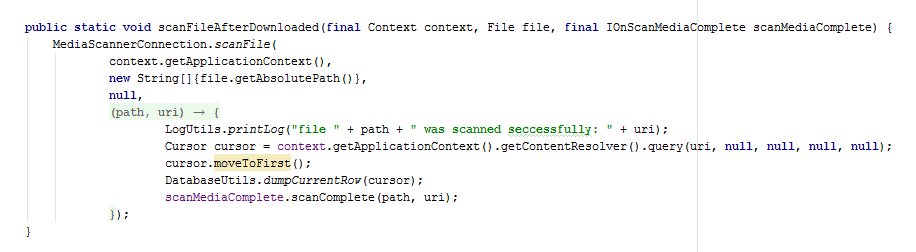 public static void scanFileAfterDownloaded(final Context context, File file, final IOnScanMediaComplete scanMediaComplete) {
    MediaScannerConnection.scanFile(
            context.getApplicationContext(),
            new String[]{file.getAbsolutePath()},
            null,
            (path, uri) → {
                    LogUtils.printLog("file " + path + " was scanned seccessfully: " + uri);
                    Cursor cursor = context.getApplicationContext().getContentResolver().query(uri, null, null, null, null);
                    cursor.moveToFirst();
                    DatabaseUtils.dumpCurrentRow(cursor);
                    scanMediaComplete.scanComplete(path, uri);
            });
}